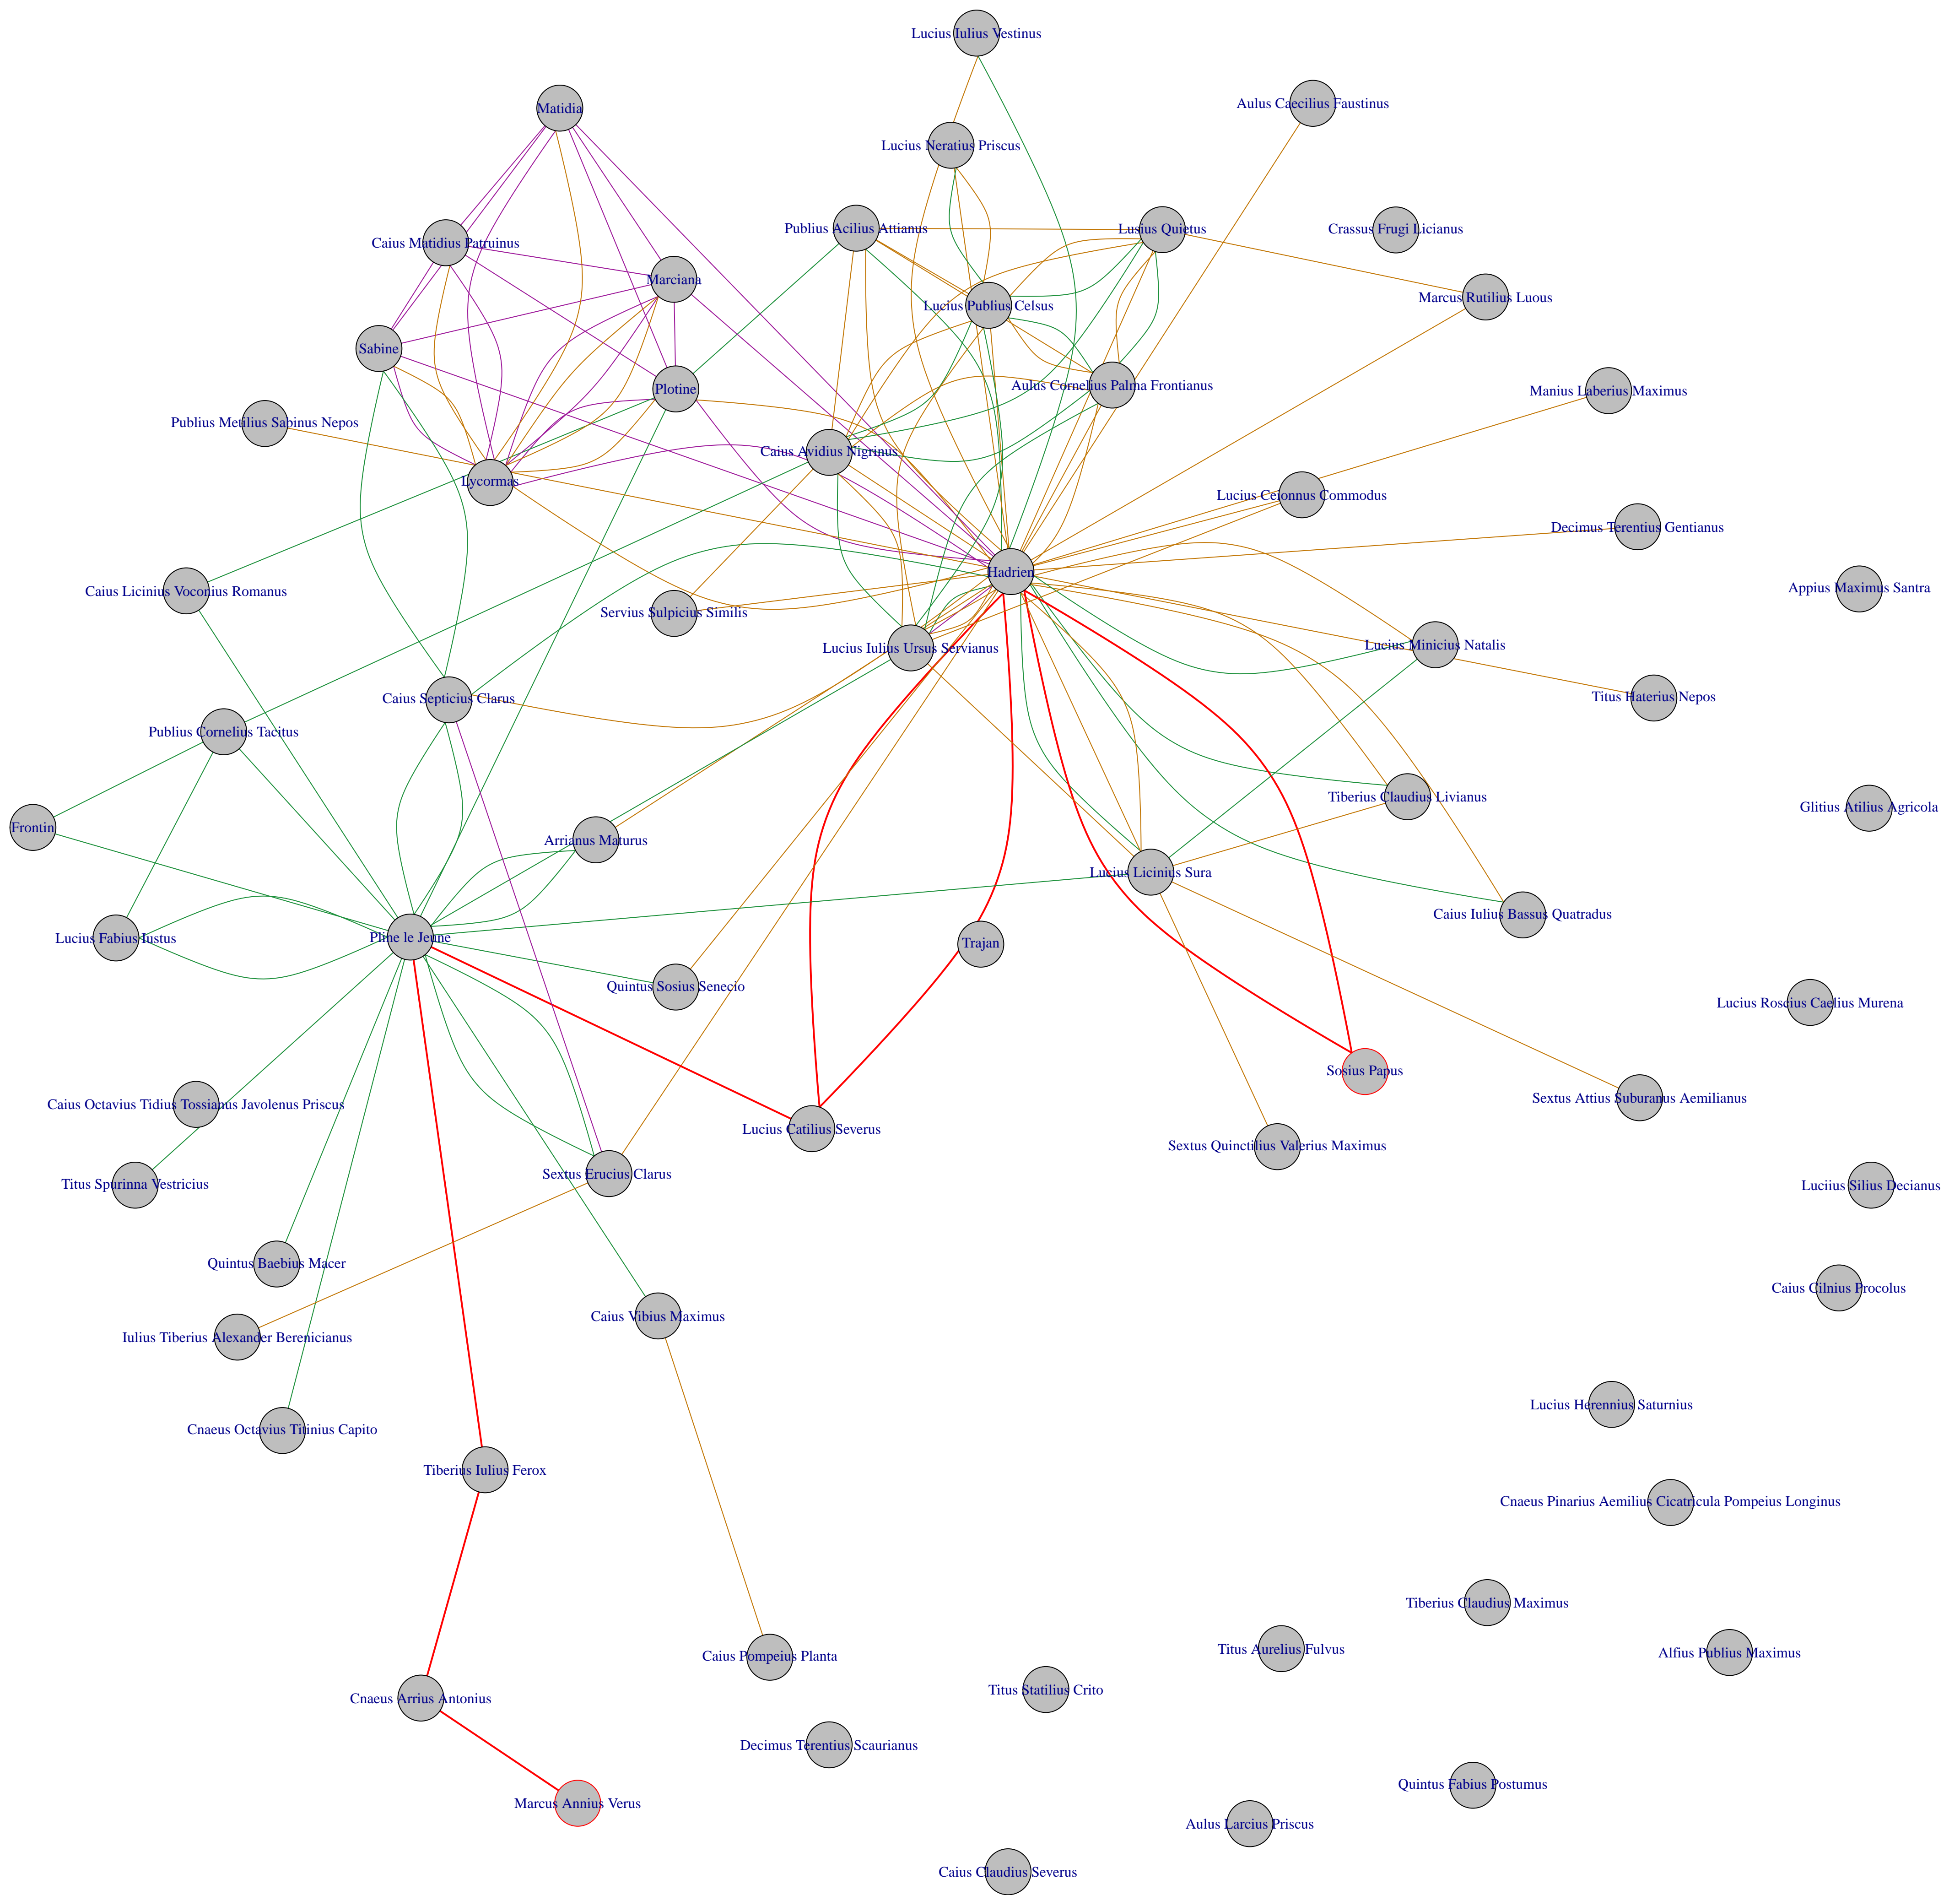 Lucius Iulius Vestinus
Matidia
Aulus Caecilius Faustinus
Lucius Neratius Priscus
Publius Acilius Attianus
Lusius Quietus
Crassus Frugi Licianus
Caius Matidius Patruinus
Marciana
Marcus Rutilius Luous
Lucius Publius Celsus
Sabine
Plotine
Aulus Cornelius Palma Frontianus
Manius Laberius Maximus
Publius Metilius Sabinus Nepos
Caius Avidius Nigrinus
Lycormas
Lucius Ceionnus Commodus
Decimus Terentius Gentianus
Hadrien
Caius Licinius Voconius Romanus
Appius Maximus Santra
Servius Sulpicius Similis
Lucius Iulius Ursus Servianus
Lucius Minicius Natalis
Caius Septicius Clarus
Titus Haterius Nepos
Publius Cornelius Tacitus
Tiberius Claudius Livianus
Glitius Atilius Agricola
Frontin
Arrianus Maturus
Lucius Licinius Sura
Caius Iulius Bassus Quatradus
Lucius Fabius Iustus
Pline le Jeune
Trajan
Quintus Sosius Senecio
Lucius Roscius Caelius Murena
Sosius Papus
Caius Octavius Tidius Tossianus Javolenus Priscus
Sextus Attius Suburanus Aemilianus
Lucius Catilius Severus
Sextus Quinctilius Valerius Maximus
Sextus Erucius Clarus
Titus Spurinna Vestricius
Luciius Silius Decianus
Quintus Baebius Macer
Caius Cilnius Procolus
Caius Vibius Maximus
Iulius Tiberius Alexander Berenicianus
Lucius Herennius Saturnius
Cnaeus Octavius Titinius Capito
Tiberius Iulius Ferox
Cnaeus Pinarius Aemilius Cicatricula Pompeius Longinus
Tiberius Claudius Maximus
Titus Aurelius Fulvus
Alfius Publius Maximus
Caius Pompeius Planta
Titus Statilius Crito
Cnaeus Arrius Antonius
Decimus Terentius Scaurianus
Quintus Fabius Postumus
Marcus Annius Verus
Aulus Larcius Priscus
Caius Claudius Severus